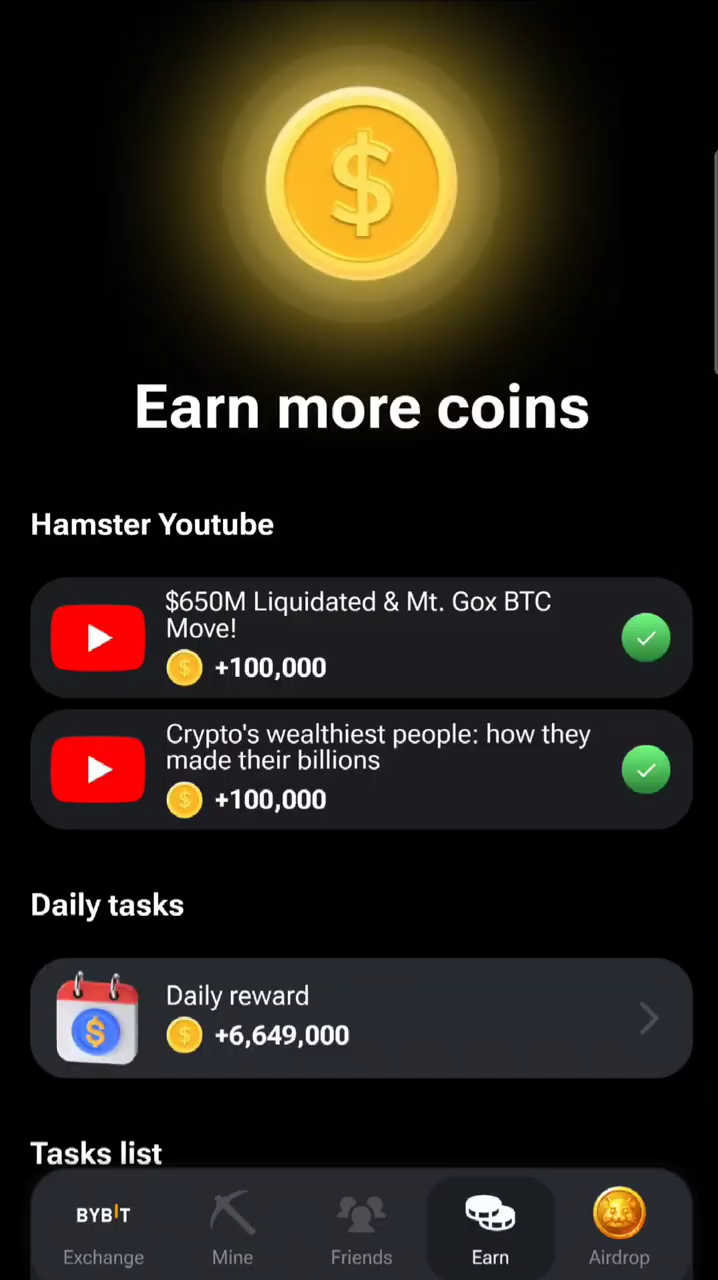 Earn more coins
Hamster Youtube
$650M Liquidated & Mt. Gox BTC
Move!
+100,000
Crypto's wealthiest people: how they
made their billions
+100,000
Daily tasks
Daily reward
+6,649,000
Tasks list
BYBIT
Exchange
Mine
Friends
Earn
Airdrop